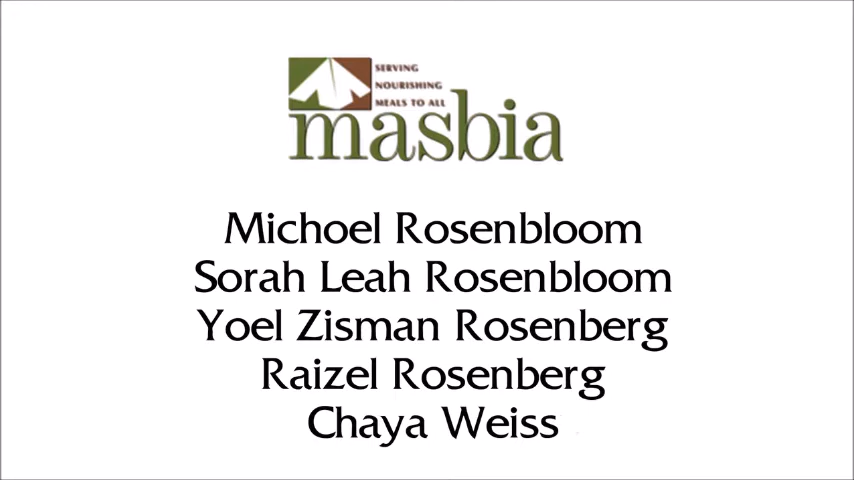 SERVING
NOURISHING
MEALS TO ALL
masbia
Michoel Rosenbloom
Sorah Leah Rosenbloom
Yoel Zisman Rosenberg
Raizel Rosenberg
Chaya Weiss